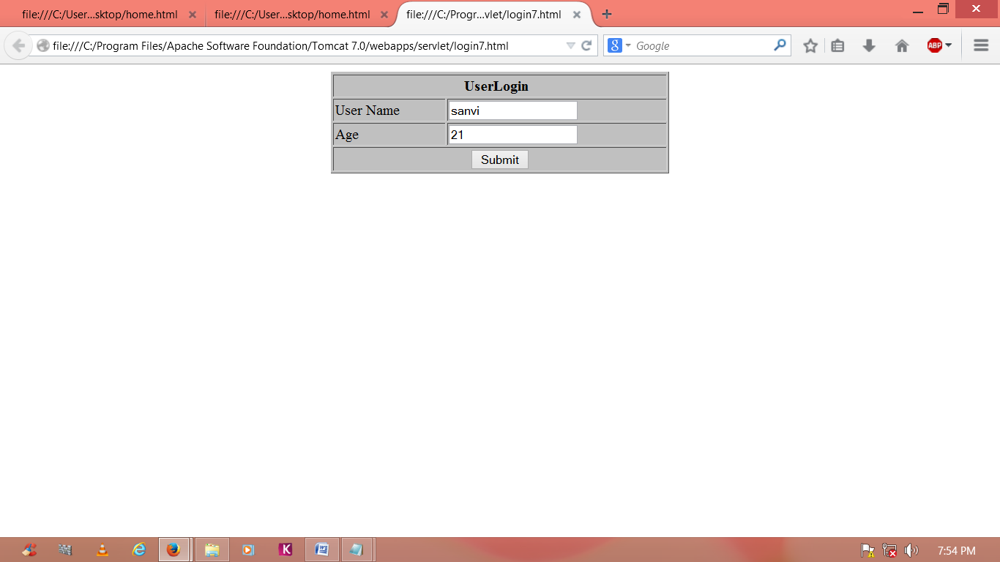 file:///C:/User...sktop/home.html file:///C:/User...sktop/home.html file:///C:/Progr...vlet/login7.html
file:///C:/Program Files/Apache Software Foundation/Tomcat 7.0/webapps/servlet/login7.html 8 Google ABP
UserLogin
User Name sanvi
Age 21
Submit
K W 7:54 PM